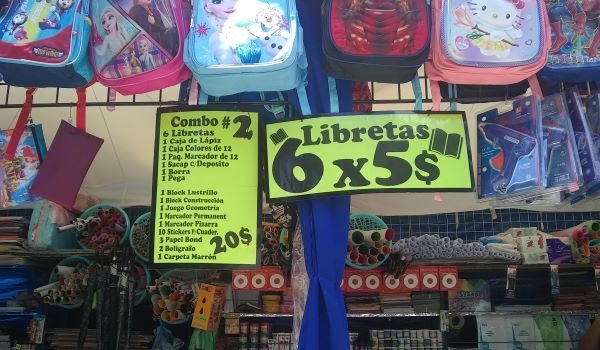 Combo #2
6 Libretas
1 Caja de Lápiz
1 Caja Colores de 12
1 Paq. Marcador de 12
1 Sacap c/Deposito
1 Borra
1 Pega
1 Block Lustrillo
1 Block Construcción
1 Juego Geometría
1 Marcador Permanent
1 Marcador Pizarra
10 Stickers P Cuader.
3 Papel Bond
2 Boligrafo
1 Carpeta Marrón
20$
Libretas
6x5$